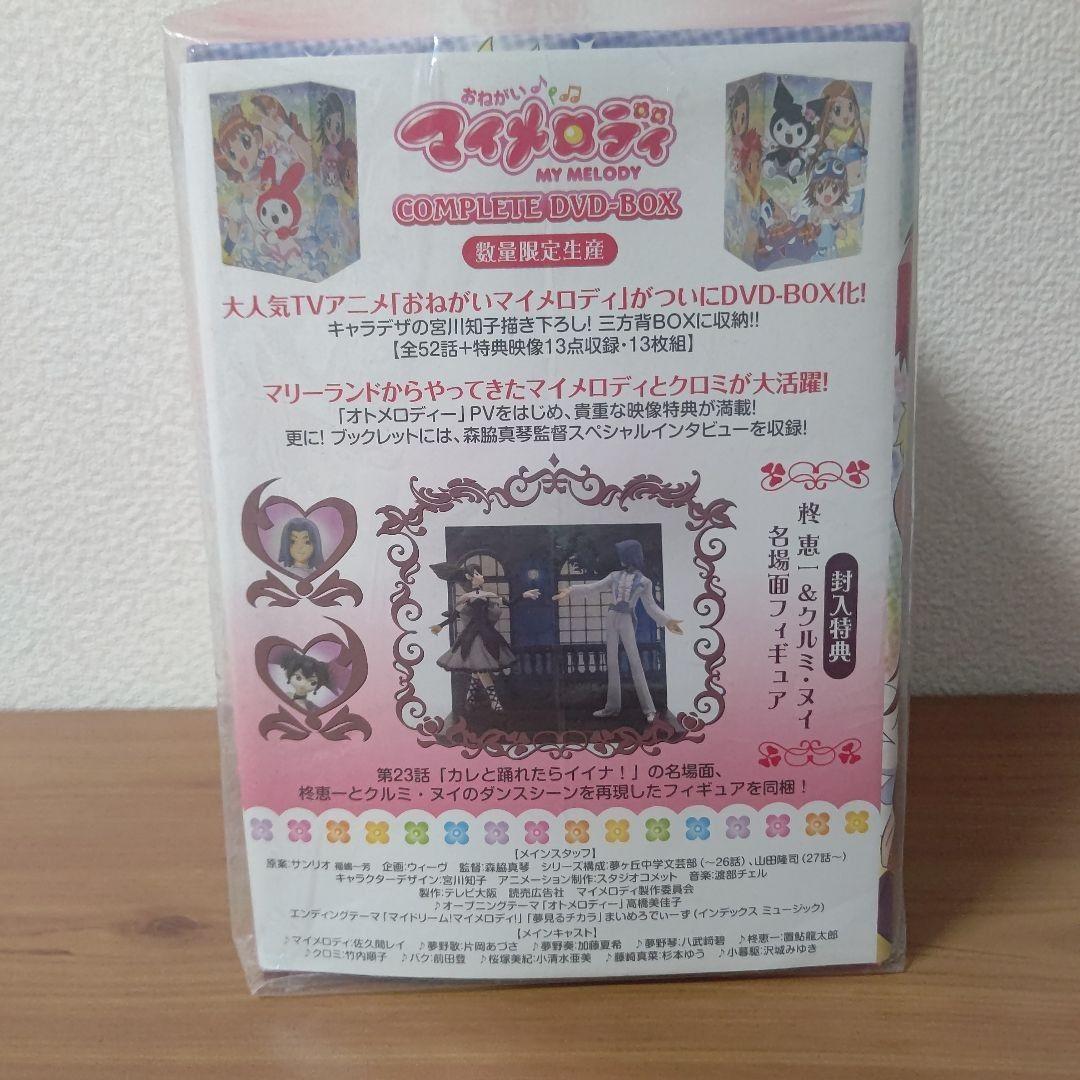 おねがい♪
マイメロディ
MY MELODY
COMPLETE DVD-BOX
数量限定生産
大人気TVアニメ「おねがいマイメロディ」がついにDVD-BOX化!
キャラデザの宮川知子描き下ろし! 三方背BOXに収納!!
【全52話+特典映像13点収録・13枚組】
マリーランドからやってきたマイメロディとクロミが大活躍!
「オトメロディー」PVをはじめ、貴重な映像特典が満載!
更に! ブックレットには、森脇真琴監督スペシャルインタビューを収録!
封入特典
柊恵一&クルミ・ヌイ
名場面フィギュア
第23話「カレと踊れたらイイナ!」の名場面、
柊恵一とクルミ・ヌイのダンスシーンを再現したフィギュアを同梱!
【メインスタッフ】
原案:サンリオ 福嶋一芳 企画:ウィーヴ 監督:森脇真琴 シリーズ構成:夢ヶ丘中学文芸部(~26話)、山田隆司(27話~)
キャラクターデザイン:宮川知子 アニメーション制作:スタジオコメット 音楽:渡部チェル
製作:テレビ大阪 読売広告社 マイメロディ製作委員会
♪オープニングテーマ「オトメロディー」高橋美佳子
エンディングテーマ「マイドリーム!マイメロディ!」「夢見るチカラ」まいめろでぃーず(インデックス ミュージック)
【メインキャスト】
♪マイメロディ:佐久間レイ ♪夢野歌:片岡あづさ ♪夢野奏:加藤夏希 ♪夢野琴:八武崎碧 ♪柊恵一:置鮎龍太郎
♪クロミ:竹内順子 ♪バク:前田登 ♪桜塚美紀:小清水亜美 ♪藤崎真菜:杉本ゆう ♪小暮駆:沢城みゆき